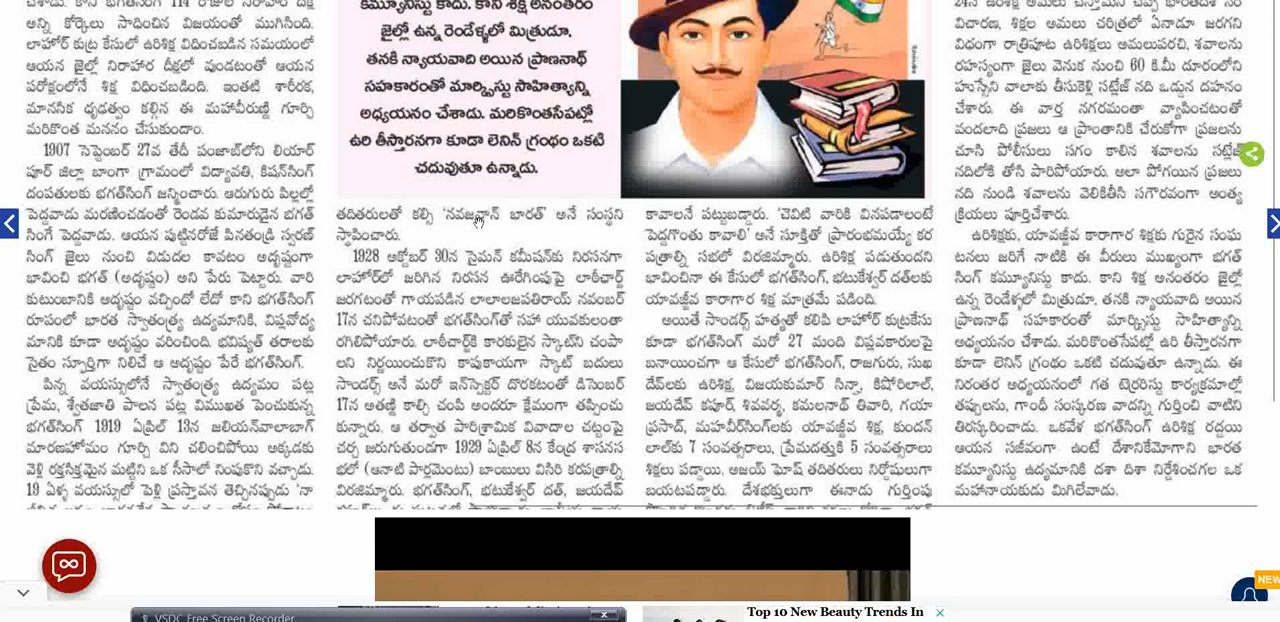 చేశాడు. కాని భగత్‌సింగ్ 114 రోజుల నిరాహార దీక్ష
అన్ని కోర్కెలు సాధించిన విజయంతో ముగిసింది.
లాహోర్ కుట్ర కేసులో ఉరిశిక్ష విధించబడిన సమయంలో
ఆయన జైల్లో నిరాహార దీక్షలో వుండటంతో ఆయన
పరోక్షంలోనే శిక్ష విధించబడింది. ఇంతటి శారీరక,
మానసిక దృఢత్వం కల్గిన ఈ మహావీరుణ్ణి గూర్చి
మరికొంత మననం చేసుకుందాం.
1907 సెప్టెంబర్ 27వ తేదీ పంజాబ్‌లోని లియార్
పూర్ జిల్లా బంగా గ్రామంలో విద్యావతి, కిషన్‌సింగ్
దంపతులకు భగత్‌సింగ్ జన్మించారు. ఆరుగురు పిల్లల్లో
పెద్దవాడు మరణించడంతో రెండవ కుమారుడైన భగత్
సింగే పెద్దవాడు. ఆయన పుట్టినరోజే పినతండ్రి స్వరణ్
సింగ్ జైలు నుంచి విడుదల కావటం అదృష్టంగా
భావించి భగత్ (అదృష్టం) అని పేరు పెట్టారు. వారి
కుటుంబానికి అదృష్టం వచ్చిందో లేదో కాని భగత్‌సింగ్
రూపంలో భారత స్వాతంత్ర్య ఉద్యమానికి, విప్లవోద్య
మానికి కూడా అదృష్టం వరించింది. భవిష్యత్ తరాలకు
సైతం స్ఫూర్తిగా నిలిచే ఆ అదృష్టం పేరే భగత్‌సింగ్.
పిన్న వయస్సులోనే స్వాతంత్ర్య ఉద్యమం పట్ల
ప్రేమ, శ్వేతజాతి పాలన పట్ల విముఖత పెంచుకున్న
భగత్‌సింగ్ 1919 ఏప్రిల్ 13న జలియన్‌వాలాబాగ్
మారణహోమం గూర్చి విని చలించిపోయి అక్కడకు
వెళ్లి రక్తసిక్తమైన మట్టిని ఒక సీసాలో నింపుకొని వచ్చాడు.
19 ఏళ్ళ వయస్సులో పెళ్లి ప్రస్తావన తెచ్చినప్పుడు 'నా
కమ్యూనిస్టు కాదు. కాని శిక్ష అనంతరం
జైల్లో ఉన్న రెండేళ్లలో మిత్రుడూ,
తనకి న్యాయవాది అయిన ప్రాణనాథ్
సహకారంతో మార్క్సిస్టు సాహిత్యాన్ని
అధ్యయనం చేశాడు. మరికొంతసేపట్లో
ఉరి తీస్తారనగా కూడా లెనిన్ గ్రంథం ఒకటి
చదువుతూ ఉన్నాడు.
తదితరులతో కల్సి 'నవజవాన్ భారత్' అనే సంస్థని
స్థాపించారు.
1928 అక్టోబర్ 30న సైమన్ కమీషన్‌కు నిరసనగా
లాహోర్‌లో జరిగిన నిరసన ఊరేగింపుపై లాఠీఛార్జ్
జరగటంతో గాయపడిన లాలాలజపతిరాయ్ నవంబర్
17న చనిపోవటంతో భగత్‌సింగ్‌తో సహా యువకులంతా
రగిలిపోయారు. లాఠీచార్జ్‌కి కారకులైన స్కాట్‌ని చంపా
లని నిర్ణయించుకొని కాపుకాయగా స్కాట్ బదులు
సాండర్స్ అనే మరో ఇన్‌స్పెక్టర్ దొరకటంతో డిసెంబర్
17న అతణ్ణి కాల్చి చంపి అందరూ క్షేమంగా తప్పించు
కున్నారు. ఆ తర్వాత పారిశ్రామిక వివాదాల చట్టంపై
చర్చ జరుగుతుండగా 1929 ఏప్రిల్ 8న కేంద్ర శాసనస
భలో (ఆనాటి పార్లమెంటు) బాంబులు విసిరి కరపత్రాల్ని
విరజిమ్మారు. భగత్‌సింగ్, భటుకేశ్వర్ దత్, జయదేవ్
కావాలనే పట్టుబడ్డారు. 'చెవిటి వారికి వినపడాలంటే
పెద్దగొంతు కావాలి' అనే సూక్తితో ప్రారంభమయ్యే కర
పత్రాల్ని సభలో విరజిమ్మారు. ఉరిశిక్ష పడుతుందని
భావించినా ఈ కేసులో భగత్‌సింగ్, భటుకేశ్వర్ దత్‌లకు
యావజ్జీవ కారాగార శిక్ష మాత్రమే పడింది.
అయితే సాండర్స్ హత్యతో కలిపి లాహోర్ కుట్రకేసు
కూడా భగత్‌సింగ్ మరో 27 మంది విప్లవకారులపై
బనాయించగా ఆ కేసులో భగత్‌సింగ్, రాజగురు, సుఖ
దేవ్‌లకు ఉరిశిక్ష, విజయకుమార్ సిన్హా, కిషోరిలాల్,
జయదేవ్ కపూర్, శివవర్మ, కమలనాథ్ తివారి, గయా
ప్రసాద్, మహవీర్‌సింగ్‌లకు యావజ్జీవ శిక్ష, కుందన్
లాల్‌కు 7 సంవత్సరాలు, ప్రేమదత్తుకి 5 సంవత్సరాలు
శిక్షలు పడ్డాయి. అజయ్ ఘోష్ తదితరులు నిర్దోషులుగా
బయటపడ్డారు. దేశభక్తులుగా ఈనాడు గుర్తింపు
విచారణ, శిక్షల అమలు చరిత్రలో ఏనాడూ జరగని
విధంగా రాత్రిపూట ఉరిశిక్షలు అమలుపరచి, శవాలను
రహస్యంగా జైలు వెనుక నుంచి 60 కి.మీ దూరంలోని
హుస్సేని వాలాకు తీసుకెళ్లి సట్లేజ్ నది ఒడ్డున దహనం
చేశారు. ఈ వార్త నగరమంతా వ్యాపించటంతో
వందలాది ప్రజలు ఆ ప్రాంతానికి చేరుకోగా ప్రజలను
చూసి పోలీసులు సగం కాలిన శవాలను సట్లేజ్
నదిలోకి తోసి పారిపోయారు. అలా పోగయిన ప్రజలు
నది నుండి శవాలను వెలికితీసి సగౌరవంగా అంత్య
క్రియలు పూర్తిచేశారు.
ఉరిశిక్షకు, యావజ్జీవ కారాగార శిక్షకు గురైన సంఘ
టనలు జరిగే నాటికి ఈ వీరులు ముఖ్యంగా భగత్
సింగ్ కమ్యూనిస్టు కాదు. కాని శిక్ష అనంతరం జైల్లో
ఉన్న రెండేళ్ళలో మిత్రుడూ, తనకి న్యాయవాది అయిన
ప్రాణనాథ్ సహకారంతో మార్క్సిస్టు సాహిత్యాన్ని
అధ్యయనం చేశాడు. మరికొంతసేపట్లో ఉరి తీస్తారనగా
కూడా లెనిన్ గ్రంథం ఒకటి చదువుతూ ఉన్నాడు. ఈ
నిరంతర అధ్యయనంలో గత టెర్రరిస్టు కార్యక్రమాల్లో
తప్పులను, గాంధీ సంస్కరణ వాదన్ని గుర్తించి వాటిని
తిరస్కరించాడు. ఒకవేళ భగత్‌సింగ్ ఉరిశిక్ష రద్దయి
ఆయన సజీవంగా ఉంటే దేశానికేమోగాని భారత
కమ్యూనిస్టు ఉద్యమానికి దశా దిశా నిర్దేశించగల ఒక
మహానాయకుడు మిగిలేవాడు.
NEW
VSDC Free Screen Recorder
Top 10 New Beauty Trends In